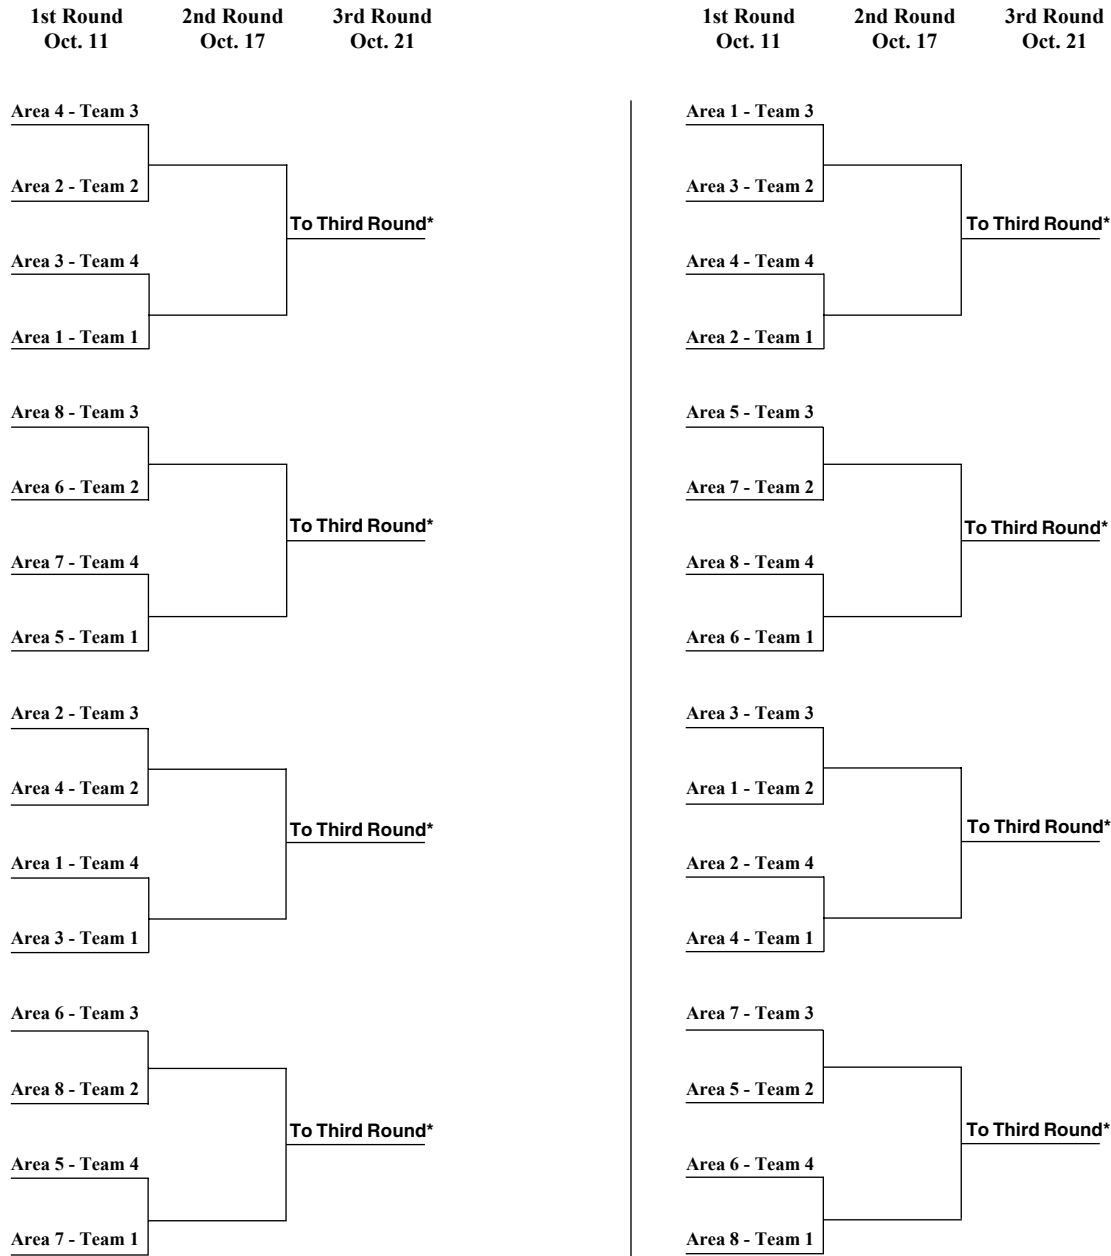 1st Round 2nd Round 3rd Round
Oct. 11 Oct. 17 Oct. 21
Area 4 - Team 3
Area 2 - Team 2
To Third Round*
Area 3 - Team 4
Area 1 - Team 1
Area 8 - Team 3
Area 6 - Team 2
To Third Round*
Area 7 - Team 4
Area 5 - Team 1
Area 2 - Team 3
Area 4 - Team 2
To Third Round*
Area 1 - Team 4
Area 3 - Team 1
Area 6 - Team 3
Area 8 - Team 2
To Third Round*
Area 5 - Team 4
Area 7 - Team 1
1st Round 2nd Round 3rd Round
Oct. 11 Oct. 17 Oct. 21
Area 1 - Team 3
Area 3 - Team 2
To Third Round*
Area 4 - Team 4
Area 2 - Team 1
Area 5 - Team 3
Area 7 - Team 2
To Third Round*
Area 8 - Team 4
Area 6 - Team 1
Area 3 - Team 3
Area 1 - Team 2
To Third Round*
Area 2 - Team 4
Area 4 - Team 1
Area 7 - Team 3
Area 5 - Team 2
To Third Round*
Area 6 - Team 4
Area 8 - Team 1